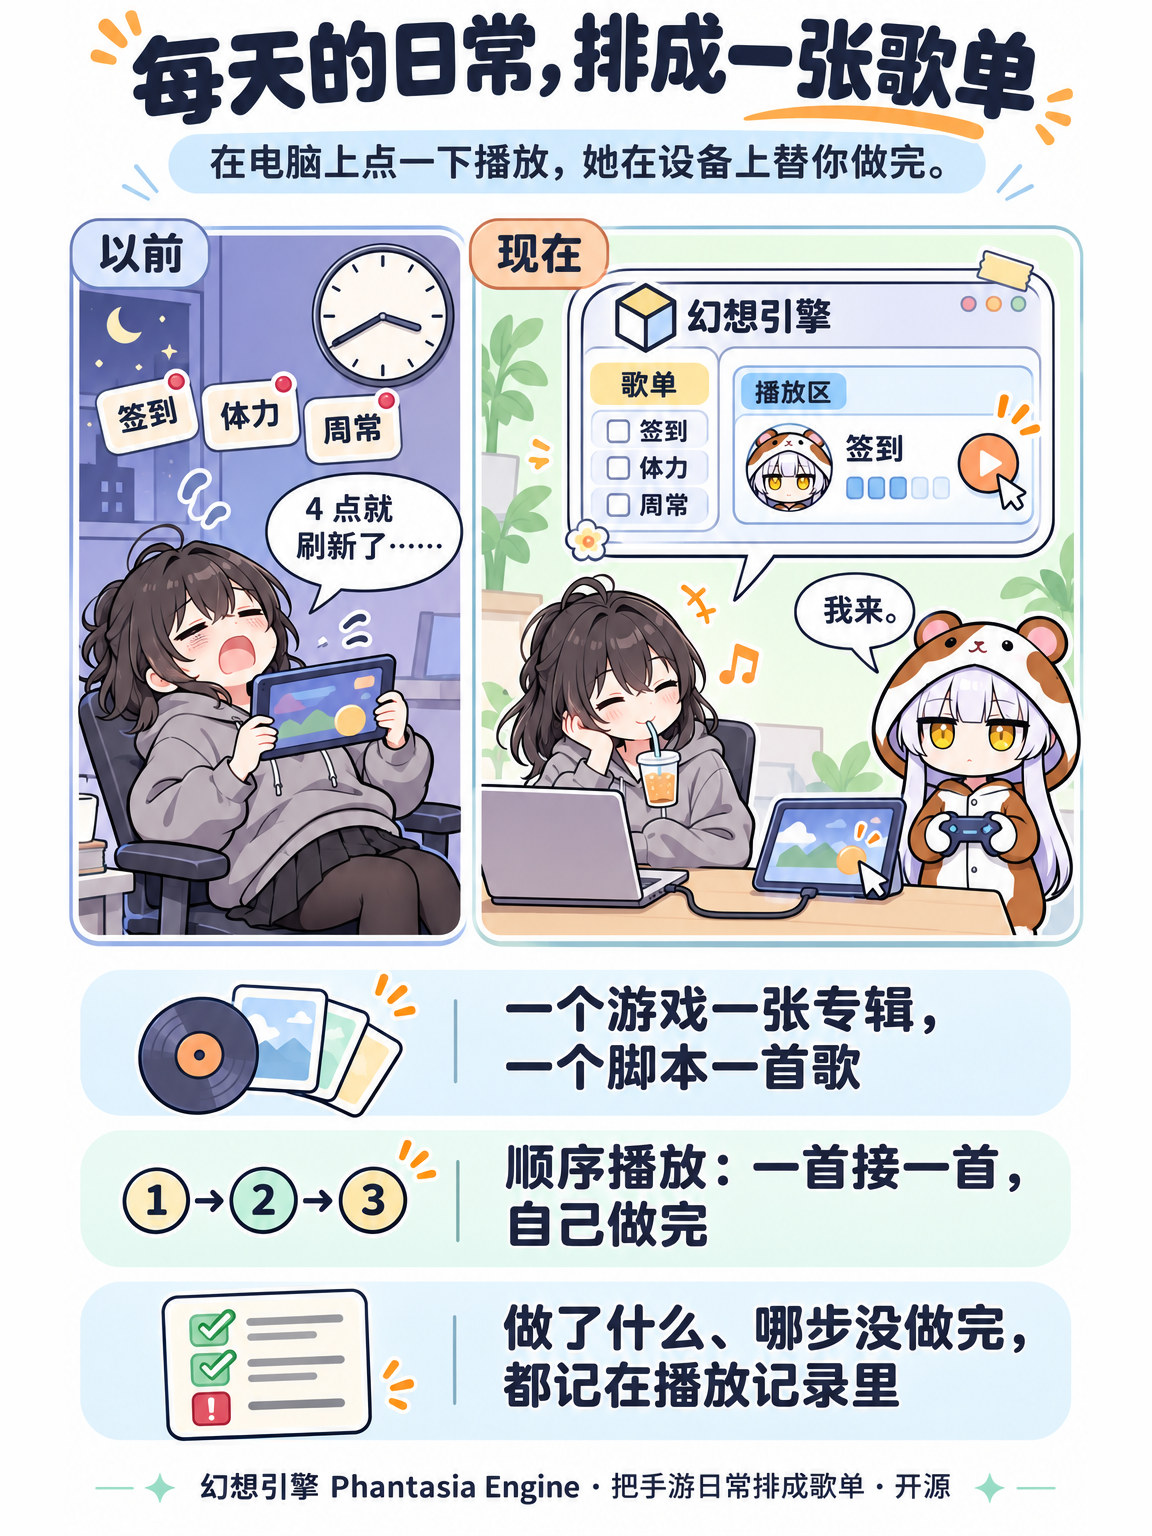 每天的日常,排成一张歌单
在电脑上点一下播放，她在设备上替你做完。
以前
签到
体力
周常
4 点就
刷新了……
现在
幻想引擎
歌单
签到
体力
周常
播放区
签到
我来。
一个游戏一张专辑，
一个脚本一首歌
1→2→3
顺序播放：一首接一首，
自己做完
做了什么、哪步没做完，
都记在播放记录里
幻想引擎 Phantasia Engine · 把手游日常排成歌单 · 开源